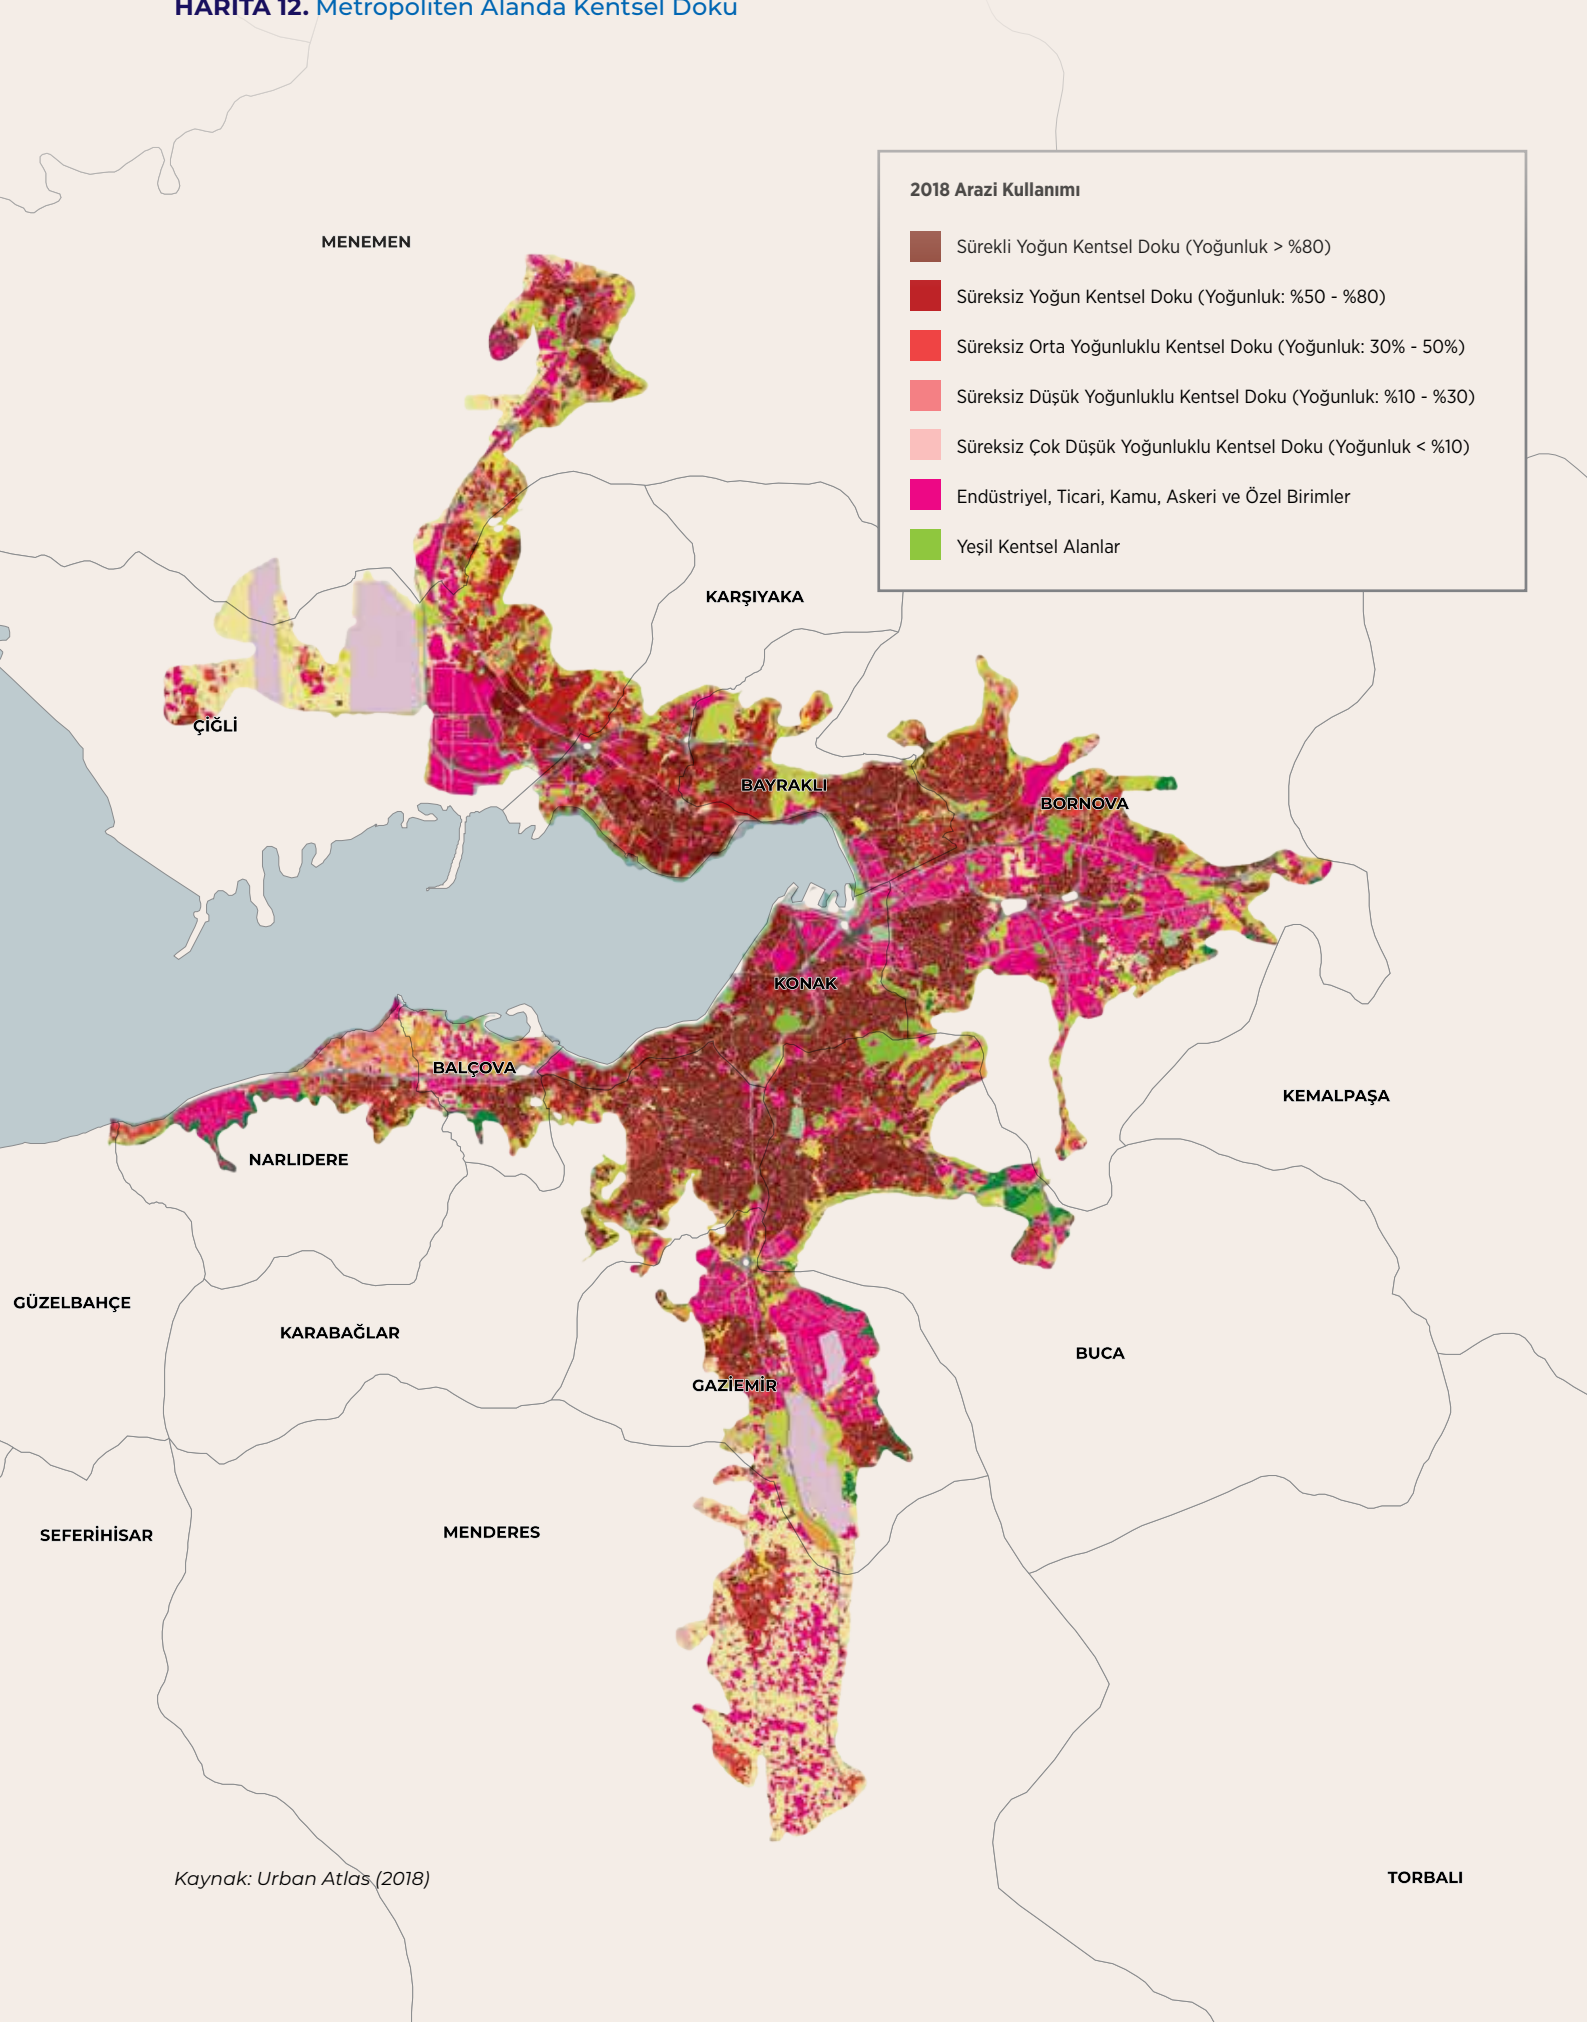 HARİTA 12. Metropoliten Alanda Kentsel Doku
2018 Arazi Kullanımı
Sürekli Yoğun Kentsel Doku (Yoğunluk > %80)
Süreksiz Yoğun Kentsel Doku (Yoğunluk: %50 - %80)
Süreksiz Orta Yoğunluklu Kentsel Doku (Yoğunluk: 30% - 50%)
Süreksiz Düşük Yoğunluklu Kentsel Doku (Yoğunluk: %10 - %30)
Süreksiz Çok Düşük Yoğunluklu Kentsel Doku (Yoğunluk < %10)
Endüstriyel, Ticari, Kamu, Askeri ve Özel Birimler
Yeşil Kentsel Alanlar
MENEMEN
KARŞIYAKA
ÇİĞLİ
BAYRAKLI
BORNOVA
KONAK
BALÇOVA
KEMALPAŞA
NARLIDERE
GÜZELBAHÇE
KARABAĞLAR
BUCA
GAZİEMİR
SEFERİHİSAR
MENDERES
TORBALI
Kaynak: Urban Atlas (2018)